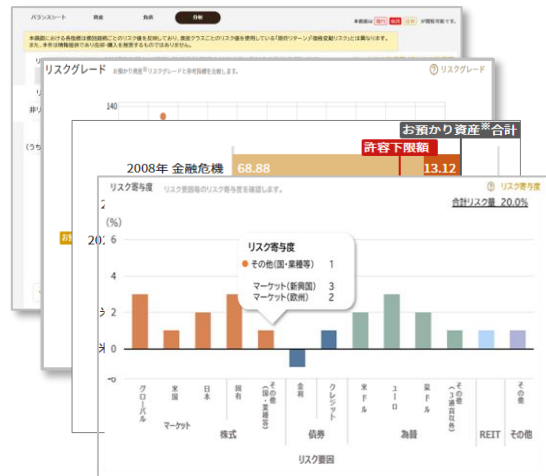 バランスシート 資産 負債 分析
本画面は 銀行 信託 証券 が閲覧可能です。
本画面における各指標は個別銘柄ごとのリスク値を反映しており、資産クラスごとのリスク値を使用している「期待リターン」「価格変動リスク」とは異なります。
また、本件は情報提供であり売却・購入を推奨するものではありません。
リスクグレード お預かり資産※リスクグレードと参考指標を比較します。 リスクグレード
140
お預かり資産※合計
許容下限額
2008年 金融危機 68.88 13.12
リスク寄与度 リスク要因毎のリスク寄与度を確認します。 リスク寄与度
合計リスク量 20.0%
(%)
6
4
2
0
リスク寄与度
その他(国・業種等) 1
マーケット(新興国) 3
マーケット(欧州) 2
グローバル 米国 日本 固有 その他(国・業種等) 金利 クレジット 米ドル ユーロ 豪ドル その他(3通貨以外) その他
マーケット
株式 債券 為替 REIT その他
リスク要因